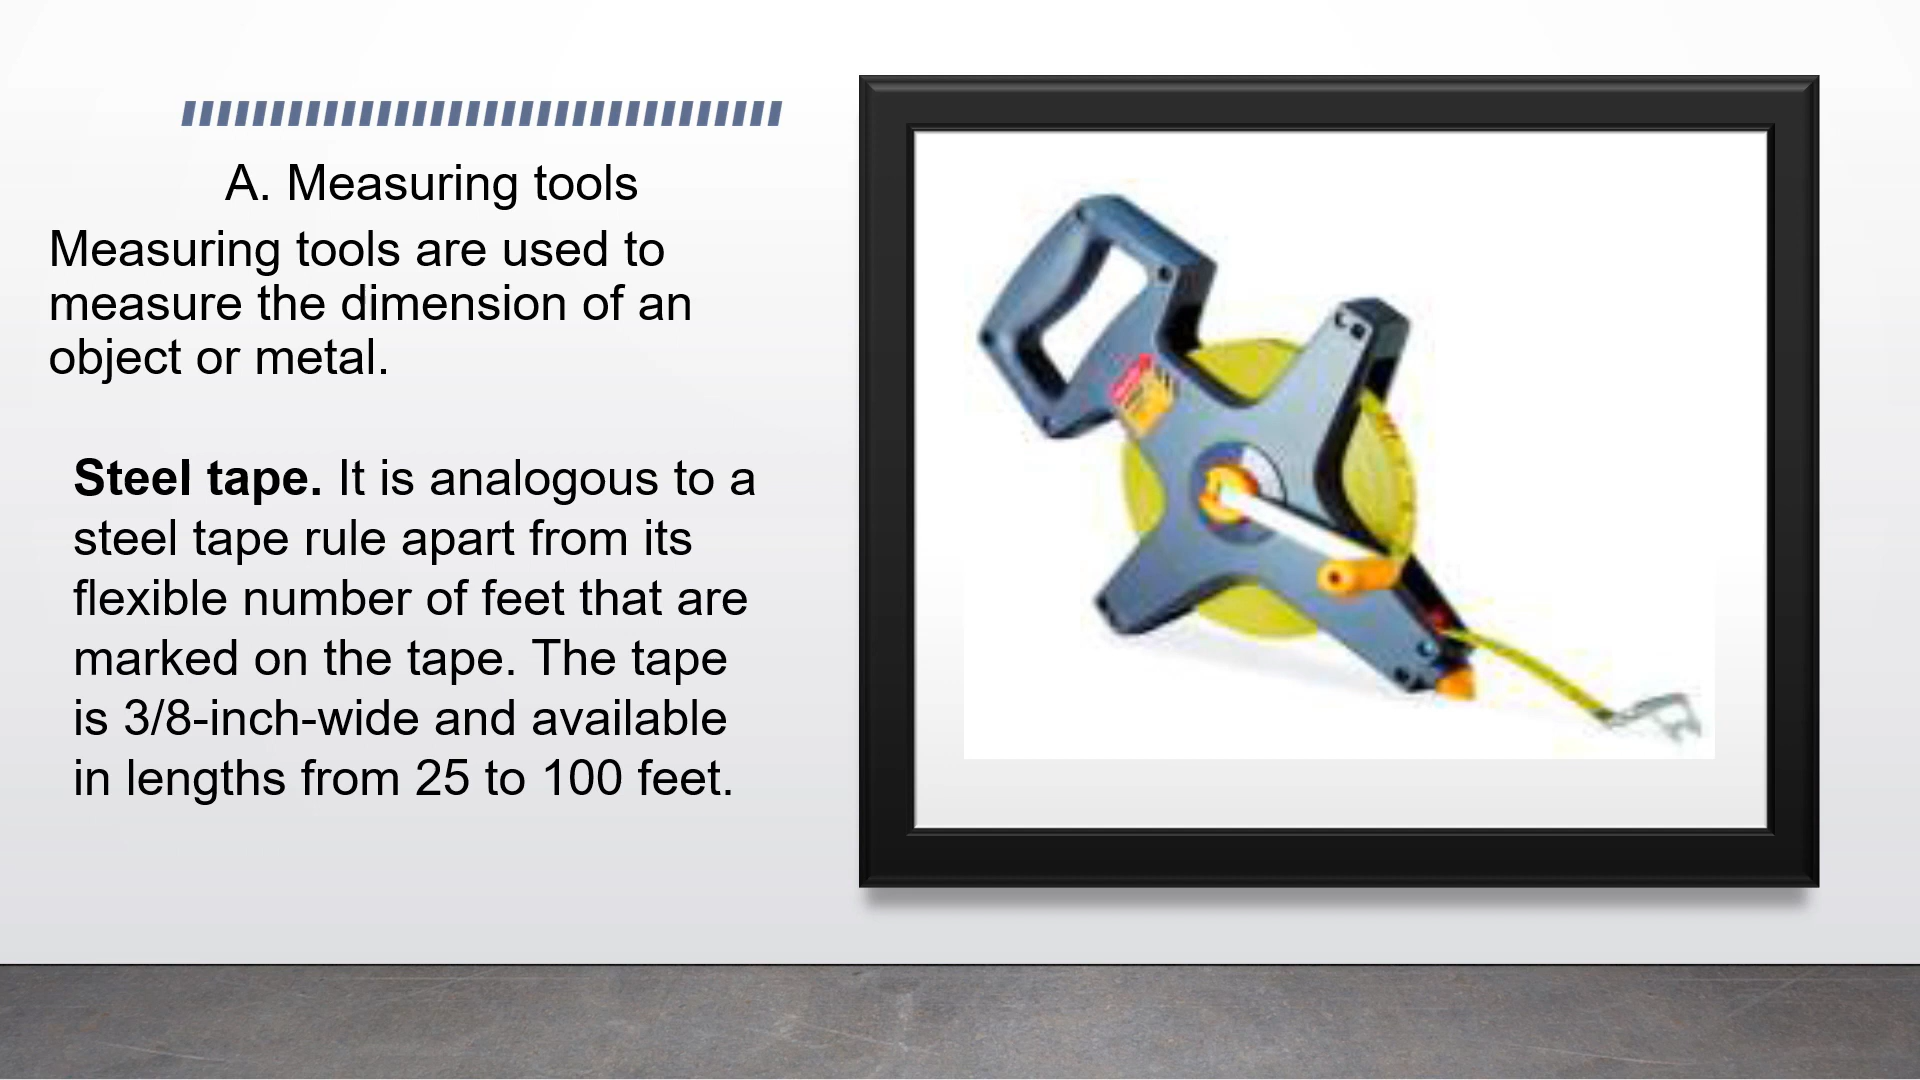 A. Measuring tools
Measuring tools are used to
measure the dimension of an
object or metal.
Steel tape. It is analogous to a
steel tape rule apart from its
flexible number of feet that are
marked on the tape. The tape
is 3/8-inch-wide and available
in lengths from 25 to 100 feet.